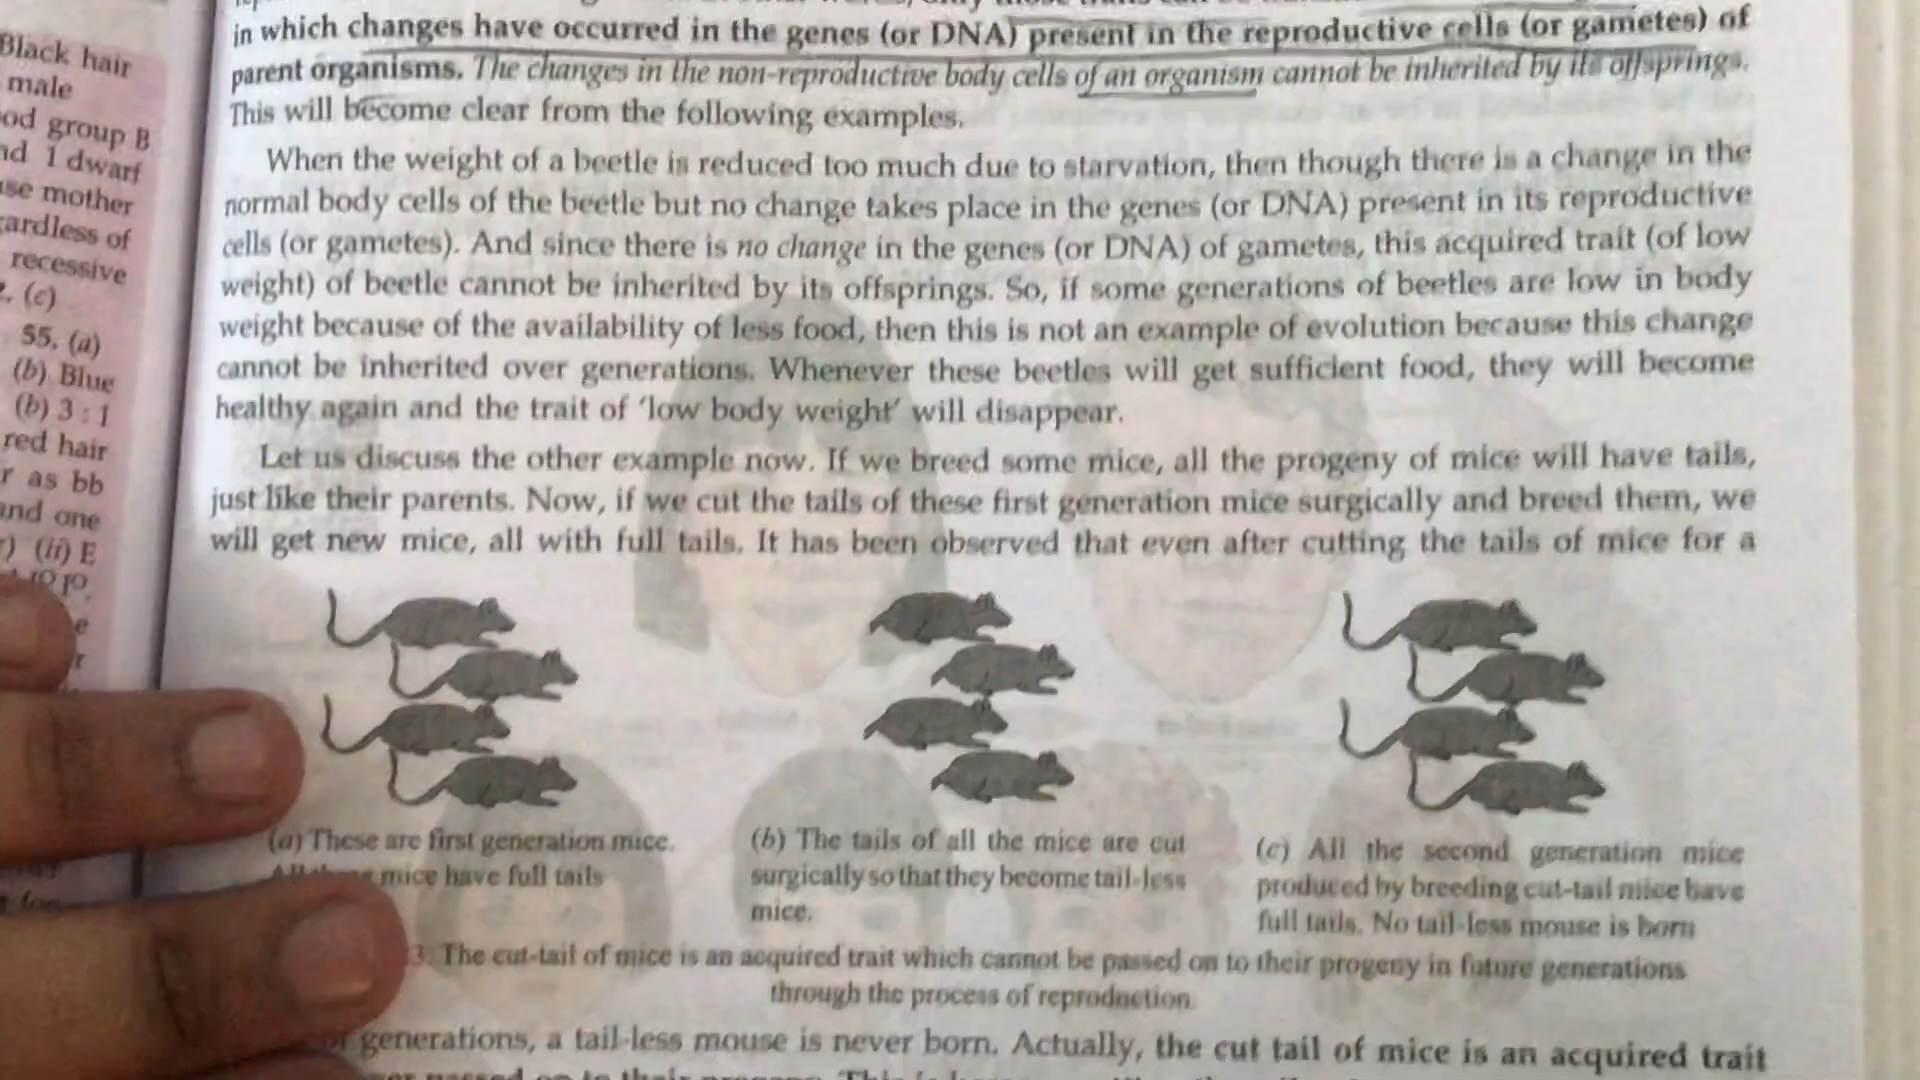 Black hair
male
od group B
nd 1 dwarf
use mother
ardless of
recessive
. (c)
55. (a)
(b) Blue
(b) 3 : 1
red hair
r as bb
and one
) (ii) E
e
r
in which changes have occurred in the genes (or DNA) present in the reproductive cells (or gametes) of
parent organisms. The changes in the non-reproductive body cells of an organism cannot be inherited by its offsprings.
This will become clear from the following examples.
When the weight of a beetle is reduced too much due to starvation, then though there is a change in the
normal body cells of the beetle but no change takes place in the genes (or DNA) present in its reproductive
cells (or gametes). And since there is no change in the genes (or DNA) of gametes, this acquired trait (of low
weight) of beetle cannot be inherited by its offsprings. So, if some generations of beetles are low in body
weight because of the availability of less food, then this is not an example of evolution because this change
cannot be inherited over generations. Whenever these beetles will get sufficient food, they will become
healthy again and the trait of 'low body weight' will disappear.
Let us discuss the other example now. If we breed some mice, all the progeny of mice will have tails,
just like their parents. Now, if we cut the tails of these first generation mice surgically and breed them, we
will get new mice, all with full tails. It has been observed that even after cutting the tails of mice for a
(a) These are first generation mice.
mice have full tails
(b) The tails of all the mice are cut
surgically so that they become tail-less
mice.
(c) All the second generation mice
produced by breeding cut-tail mice have
full tails. No tail-less mouse is born
3. The cut-tail of mice is an acquired trait which cannot be passed on to their progeny in future generations
through the process of reproduction.
generations, a tail-less mouse is never born. Actually, the cut tail of mice is an acquired trait